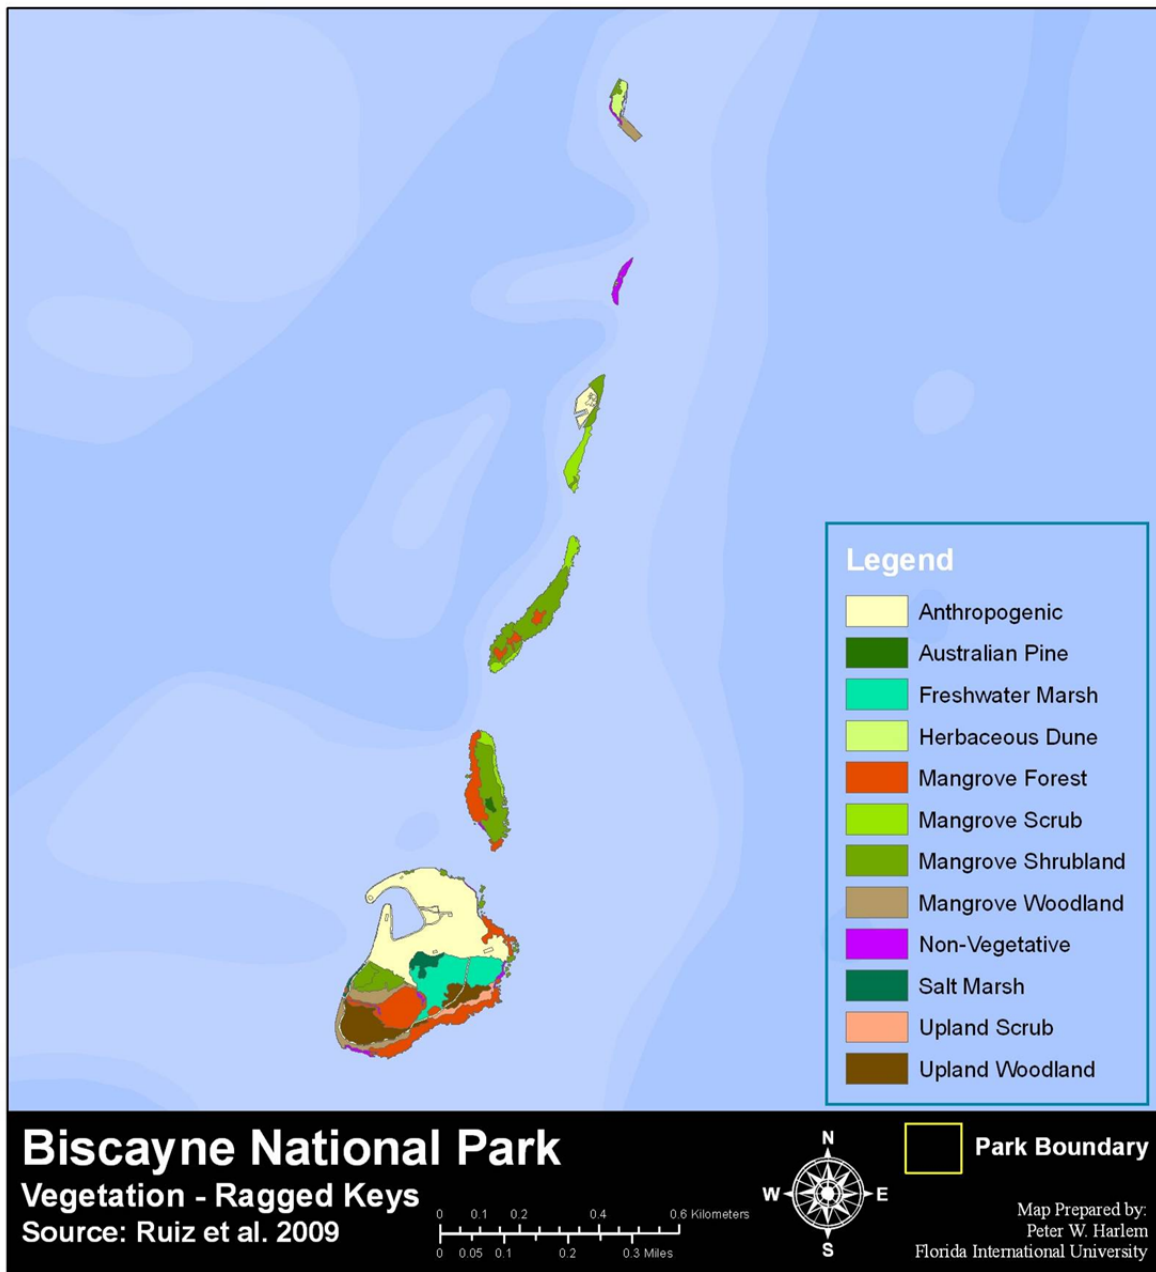 Legend
Anthropogenic
Australian Pine
Freshwater Marsh
Herbaceous Dune
Mangrove Forest
Mangrove Scrub
Mangrove Shrubland
Mangrove Woodland
Non-Vegetative
Salt Marsh
Upland Scrub
Upland Woodland
Biscayne National Park
Vegetation - Ragged Keys
Source: Ruiz et al. 2009
0 0.1 0.2 0.4 0.6 Kilometers
0 0.05 0.1 0.2 0.3 Miles
N
W E
S
Park Boundary
Map Prepared by:
Peter W. Harlem
Florida International University